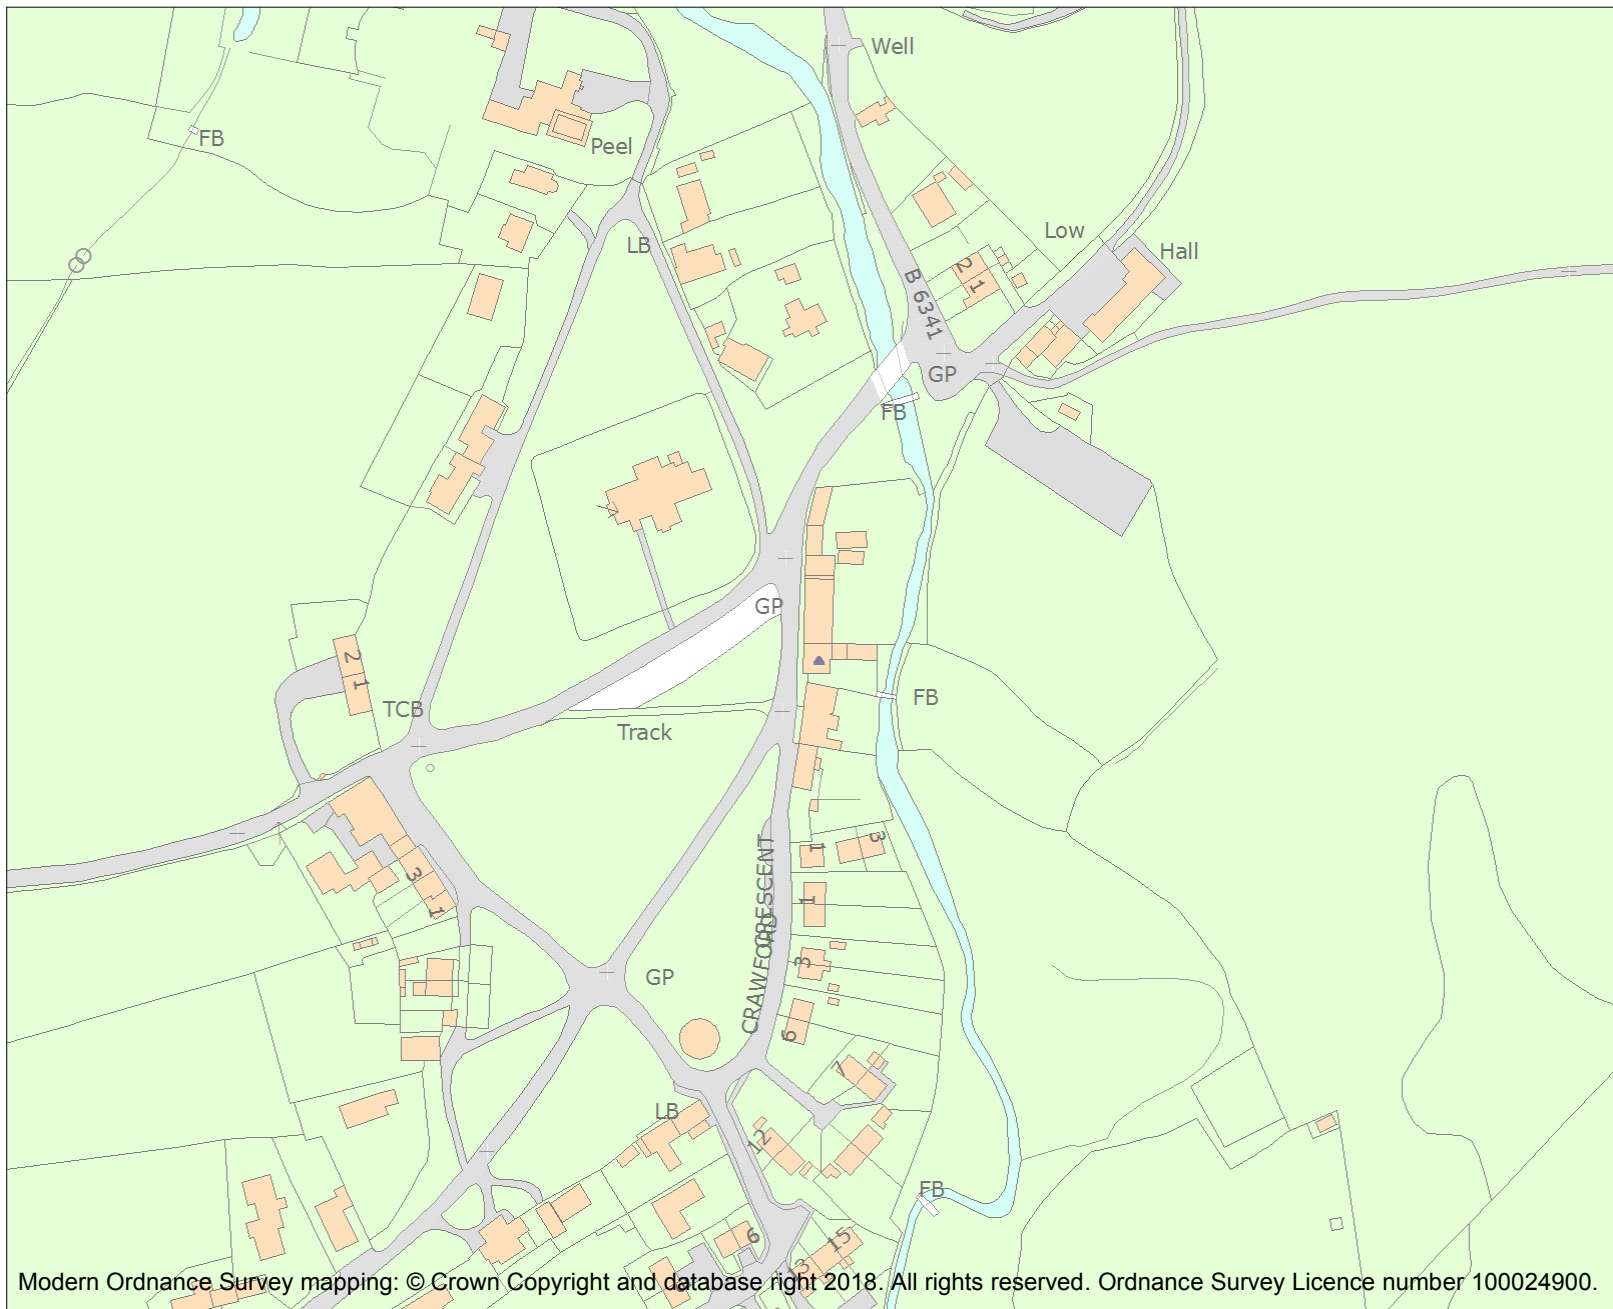 Well
FB
Peel
LB
Low
Hall
2
1
B 6341
GP
FB
GP
2
1
TCB
FB
Track
3
1
3
1
1
CRESCENT
CRAWFORD
3
GP
6
7
LB
12
FB
6
15
13
Modern Ordnance Survey mapping: © Crown Copyright and database right 2018. All rights reserved. Ordnance Survey Licence number 100024900.